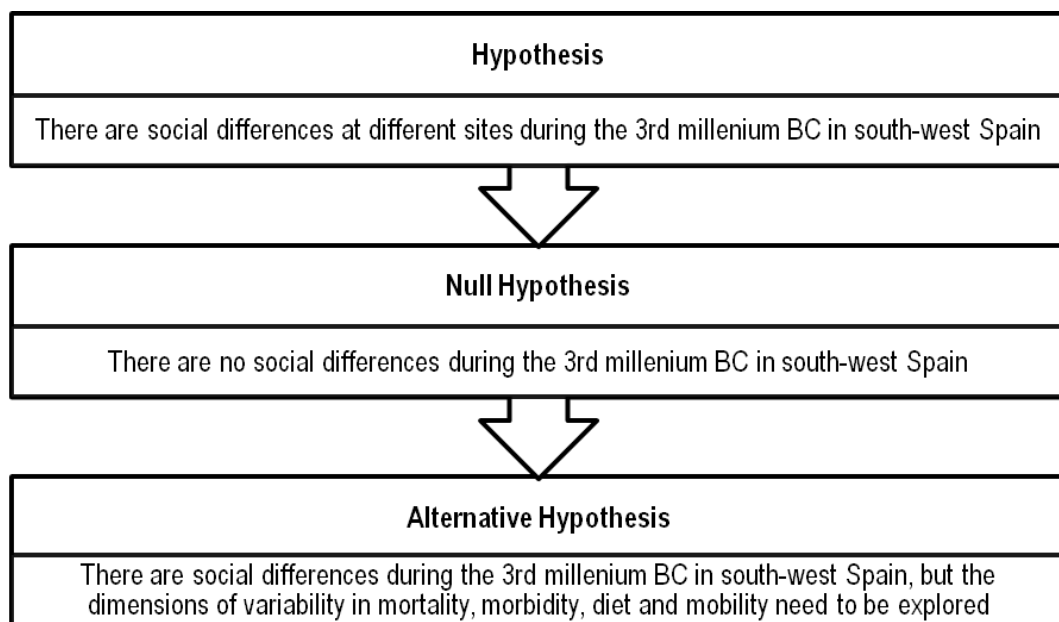 Hypothesis
There are social differences at different sites during the 3rd millenium BC in south-west Spain
Null Hypothesis
There are no social differences during the 3rd millenium BC in south-west Spain
Alternative Hypothesis
There are social differences during the 3rd millenium BC in south-west Spain, but the
dimensions of variability in mortality, morbidity, diet and mobility need to be explored